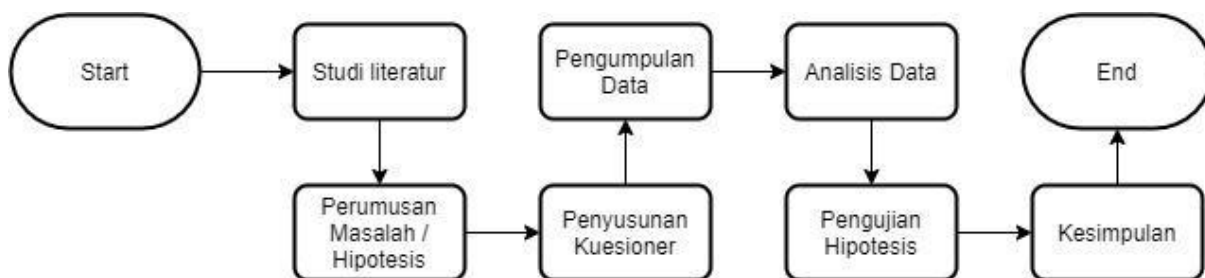 Start
Studi literatur
Perumusan
Masalah /
Hipotesis
Penyusunan
Kuesioner
Pengumpulan
Data
Analisis Data
Pengujian
Hipotesis
Kesimpulan
End